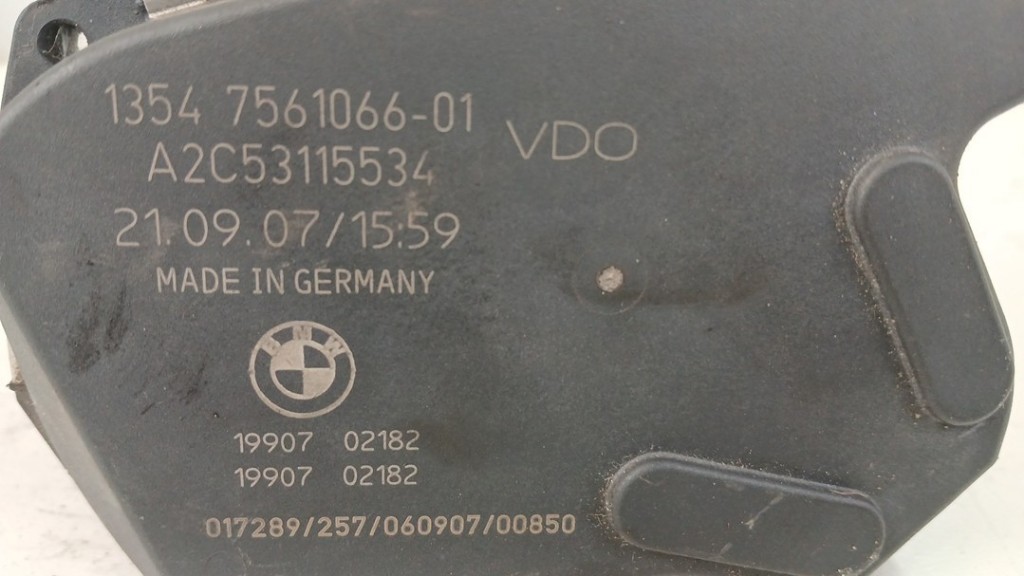 1354 7561066-01
VDO
A2C53115534
21.09.07/15:59
MADE IN GERMANY
BMW
19907 02182
19907 02182
017289/257/060907/00850